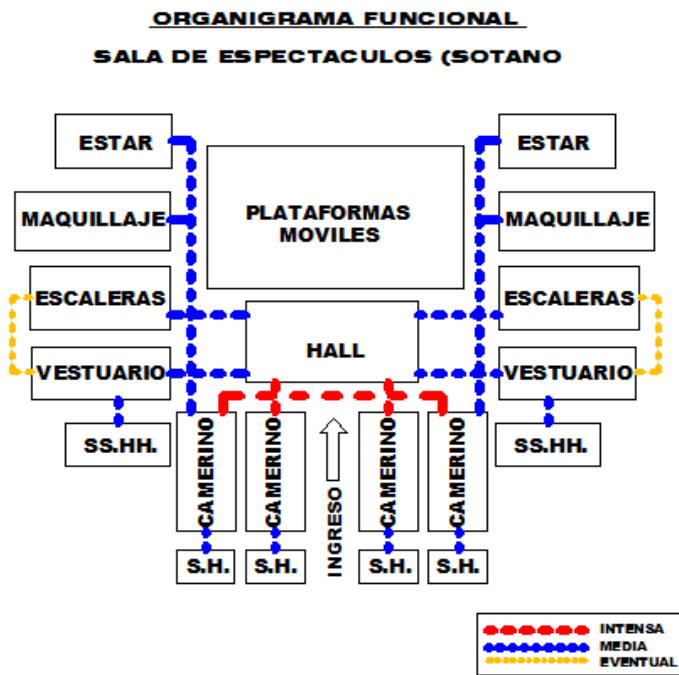 ORGANIGRAMA FUNCIONAL
SALA DE ESPECTACULOS (SOTANO
ESTAR
ESTAR
PLATAFORMAS
MOVILES
MAQUILLAJE
MAQUILLAJE
ESCALERAS
ESCALERAS
HALL
VESTUARIO
VESTUARIO
SS.HH.
SS.HH.
CAMERINO
CAMERINO
INGRESO
CAMERINO
CAMERINO
S.H.
S.H.
S.H.
S.H.
INTENSA
MEDIA
EVENTUAL